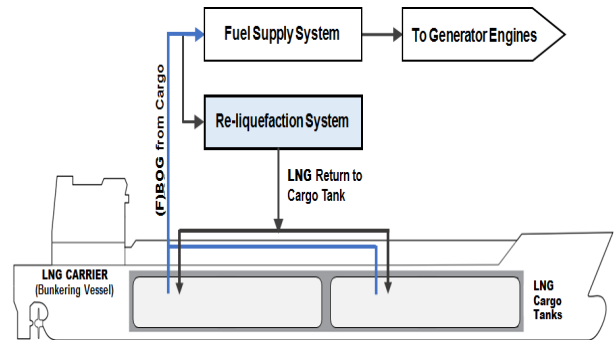 Fuel Supply System
To Generator Engines
(F)BOG from Cargo
Re-liquefaction System
LNG Return to
Cargo Tank
LNG CARRIER
(Bunkering Vessel)
LNG
Cargo
Tanks